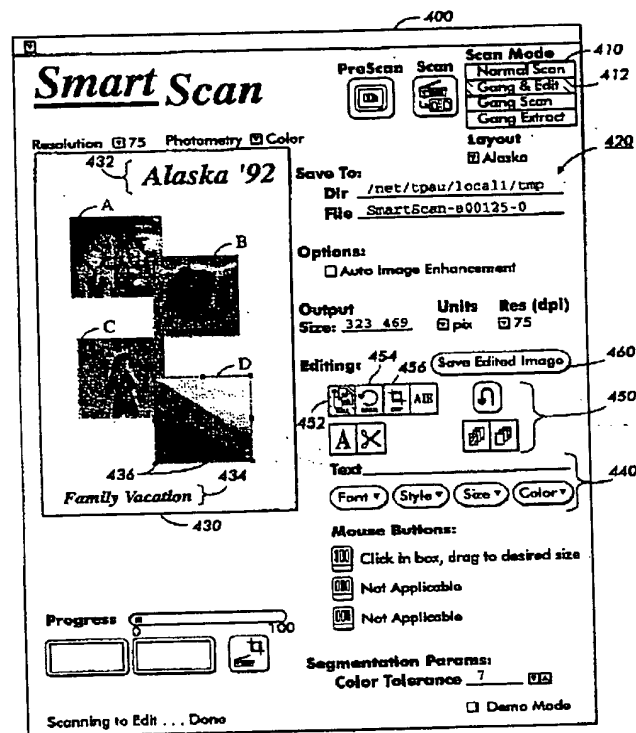 400
Smart Scan
PreScan Scan
Scan Mode
Normal Scan
Gang & Edit
Gang Scan
Gang Extract
410
412
Layout
Alaska
420
Resolution 75 Photometry Color
432
Alaska '92
A
B
C
D
436 434
Family Vacation
430
Save To:
Dir /net/tpau/local1/tmp
File SmartScan-a00125-0
Options:
Auto Image Enhancement
Output Size: 323 469
Units
pix
Res (dpi)
75
Editing:
454
456
Save Edited Image
460
452
AIE
450
A
Text
Font Style Size Color
440
Mouse Buttons:
Click in box, drag to desired size
Not Applicable
Not Applicable
Progress
0 100
Segmentation Params:
Color Tolerance 7
Demo Mode
Scanning to Edit . . . Done